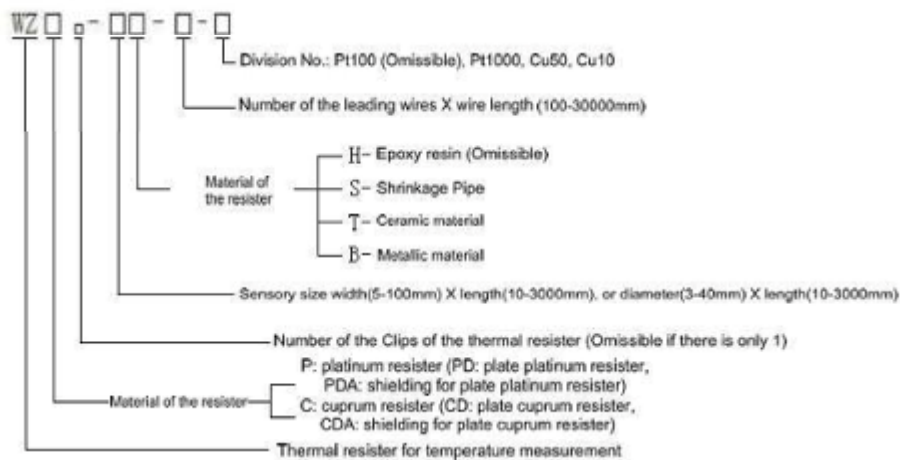 WZ□ □-□□-□-□
Division No.: Pt100 (Omissible), Pt1000, Cu50, Cu10
Number of the leading wires X wire length (100-30000mm)
Material of
the resister
H- Epoxy resin (Omissible)
S- Shrinkage Pipe
T- Ceramic material
B- Metallic material
Sensory size width(5-100mm) X length(10-3000mm), or diameter(3-40mm) X length(10-3000mm)
Number of the Clips of the thermal resister (Omissible if there is only 1)
Material of the resister
P: platinum resister (PD: plate platinum resister,
PDA: shielding for plate platinum resister)
C: cuprum resister (CD: plate cuprum resister,
CDA: shielding for plate cuprum resister)
Thermal resister for temperature measurement